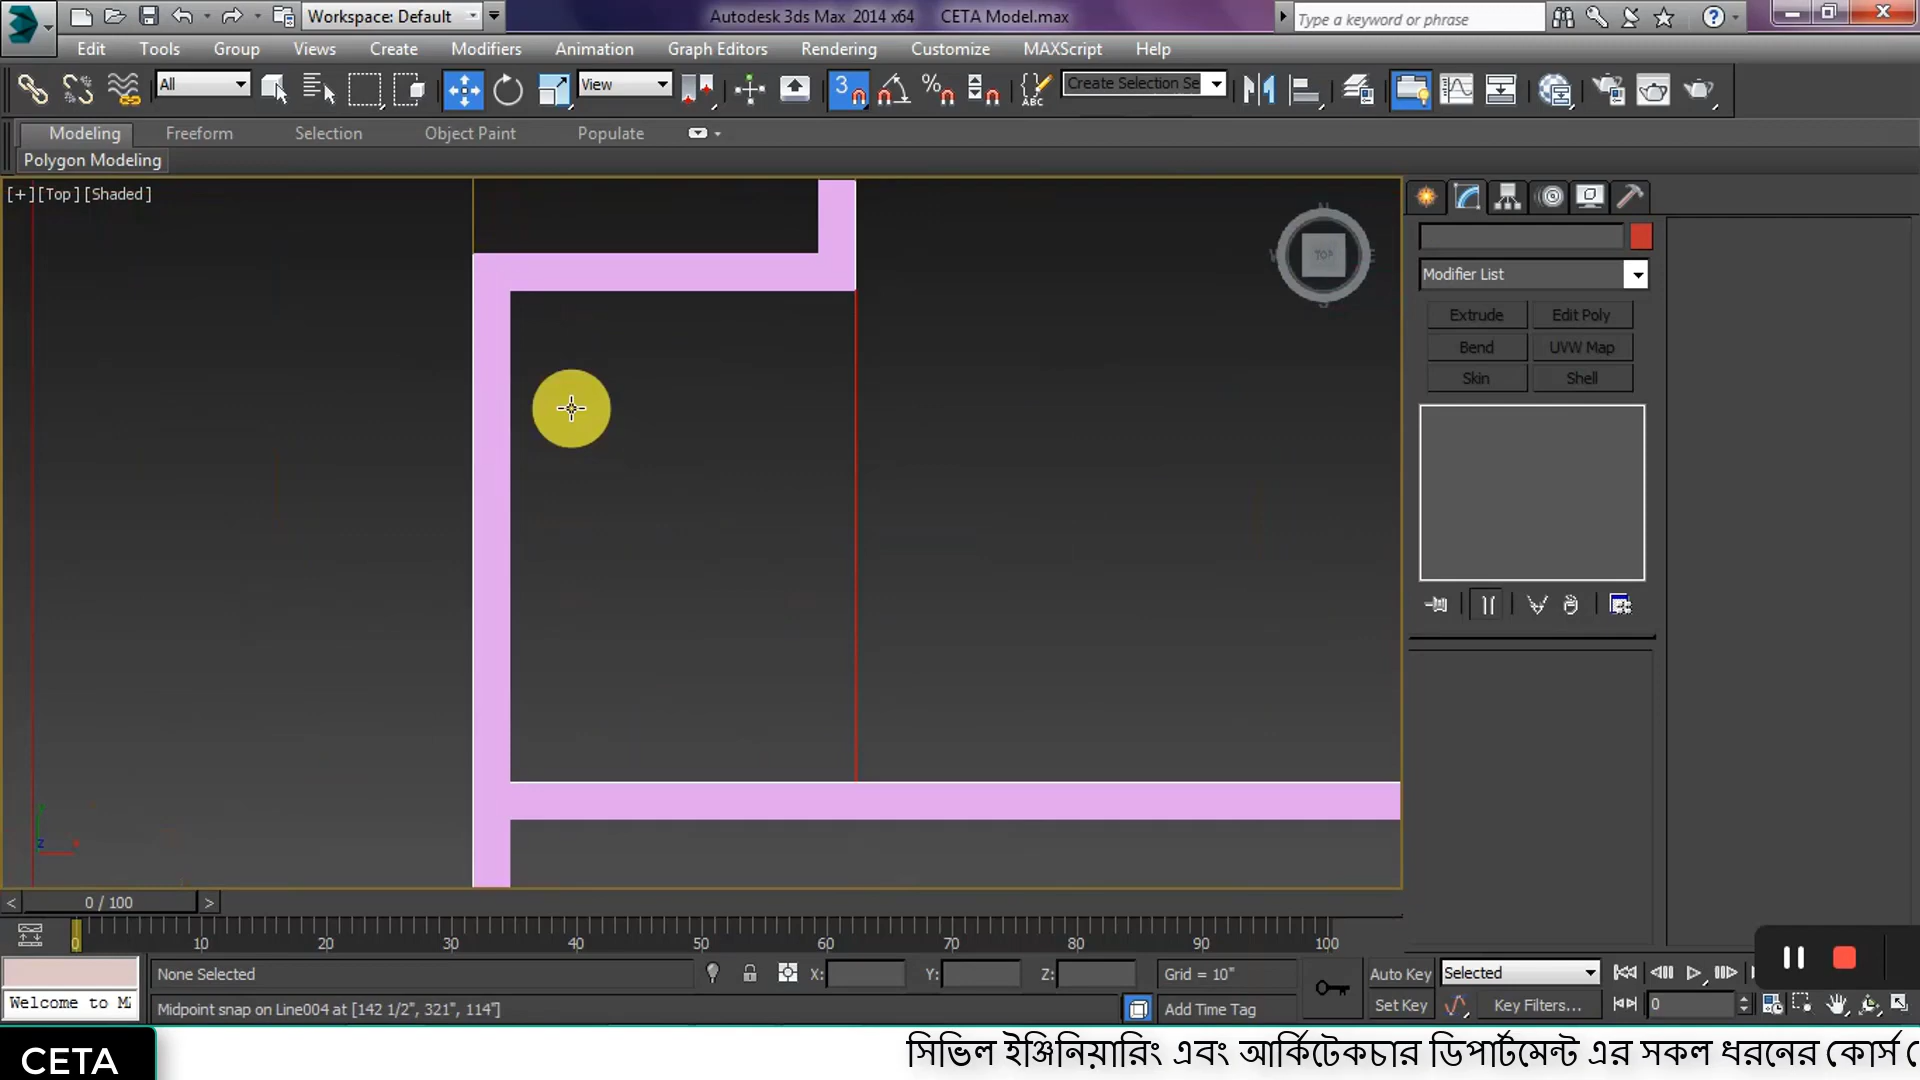 Workspace: Default
Autodesk 3ds Max 2014 x64 CETA Model.max
Type a keyword or phrase
Edit Tools Group Views Create Modifiers Animation Graph Editors Rendering Customize MAXScript Help
All
View
3
%
ABC
Create Selection Se
Modeling Freeform Selection Object Paint Populate
Polygon Modeling
[+][Top][Shaded]
N
W TOP E
S
Modifier List
Extrude Edit Poly
Bend UVW Map
Skin Shell
z
< 0 / 100 >
0 10 20 30 40 50 60 70 80 90 100
None Selected X: Y: Z: Grid = 10" Auto Key Selected
Welcome to M Midpoint snap on Line004 at [142 1/2", 321", 114"] Add Time Tag Set Key Key Filters... 0
CETA
সিভিল ইঞ্জিনিয়ারিং এবং আর্কিটেকচার ডিপার্টমেন্ট এর সকল ধরনের কোর্স